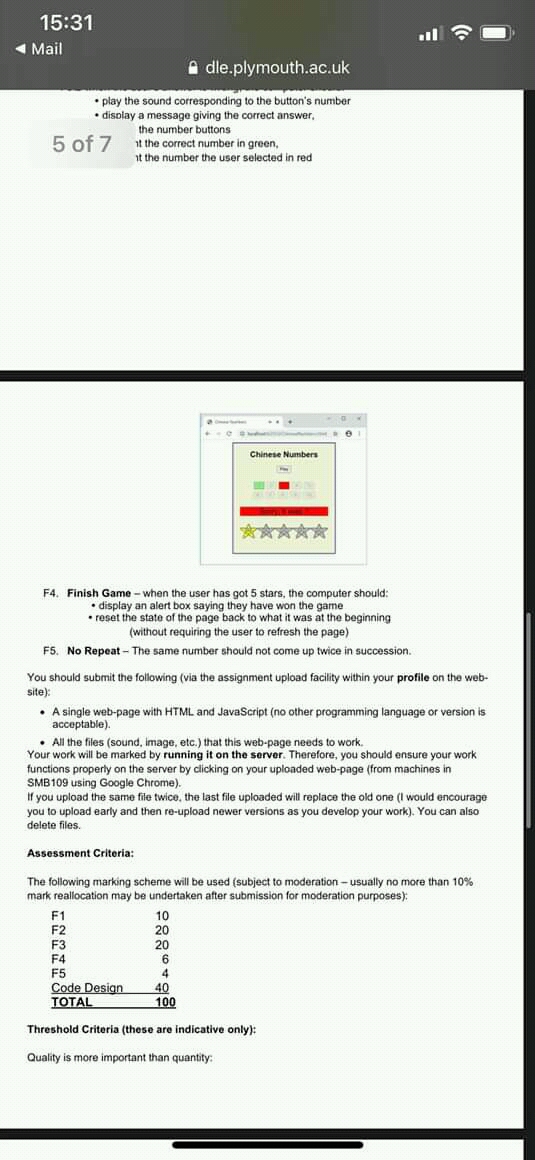 15:31
◀ Mail
dle.plymouth.ac.uk
• play the sound corresponding to the button's number
• display a message giving the correct answer,
the number buttons
5 of 7
the correct number in green,
the number the user selected in red
Chinese Numbers
Chinese Numbers
Play
F4. Finish Game – when the user has got 5 stars, the computer should:
• display an alert box saying they have won the game
• reset the state of the page back to what it was at the beginning
(without requiring the user to refresh the page)
F5. No Repeat – The same number should not come up twice in succession.
You should submit the following (via the assignment upload facility within your profile on the web-
site):
• A single web-page with HTML and JavaScript (no other programming language or version is
acceptable).
• All the files (sound, image, etc.) that this web-page needs to work.
Your work will be marked by running it on the server. Therefore, you should ensure your work
functions properly on the server by clicking on your uploaded web-page (from machines in
SMB109 using Google Chrome).
If you upload the same file twice, the last file uploaded will replace the old one (I would encourage
you to upload early and then re-upload newer versions as you develop your work). You can also
delete files.
Assessment Criteria:
The following marking scheme will be used (subject to moderation – usually no more than 10%
mark reallocation may be undertaken after submission for moderation purposes):
F1 10
F2 20
F3 20
F4 6
F5 4
Code Design 40
TOTAL 100
Threshold Criteria (these are indicative only):
Quality is more important than quantity: